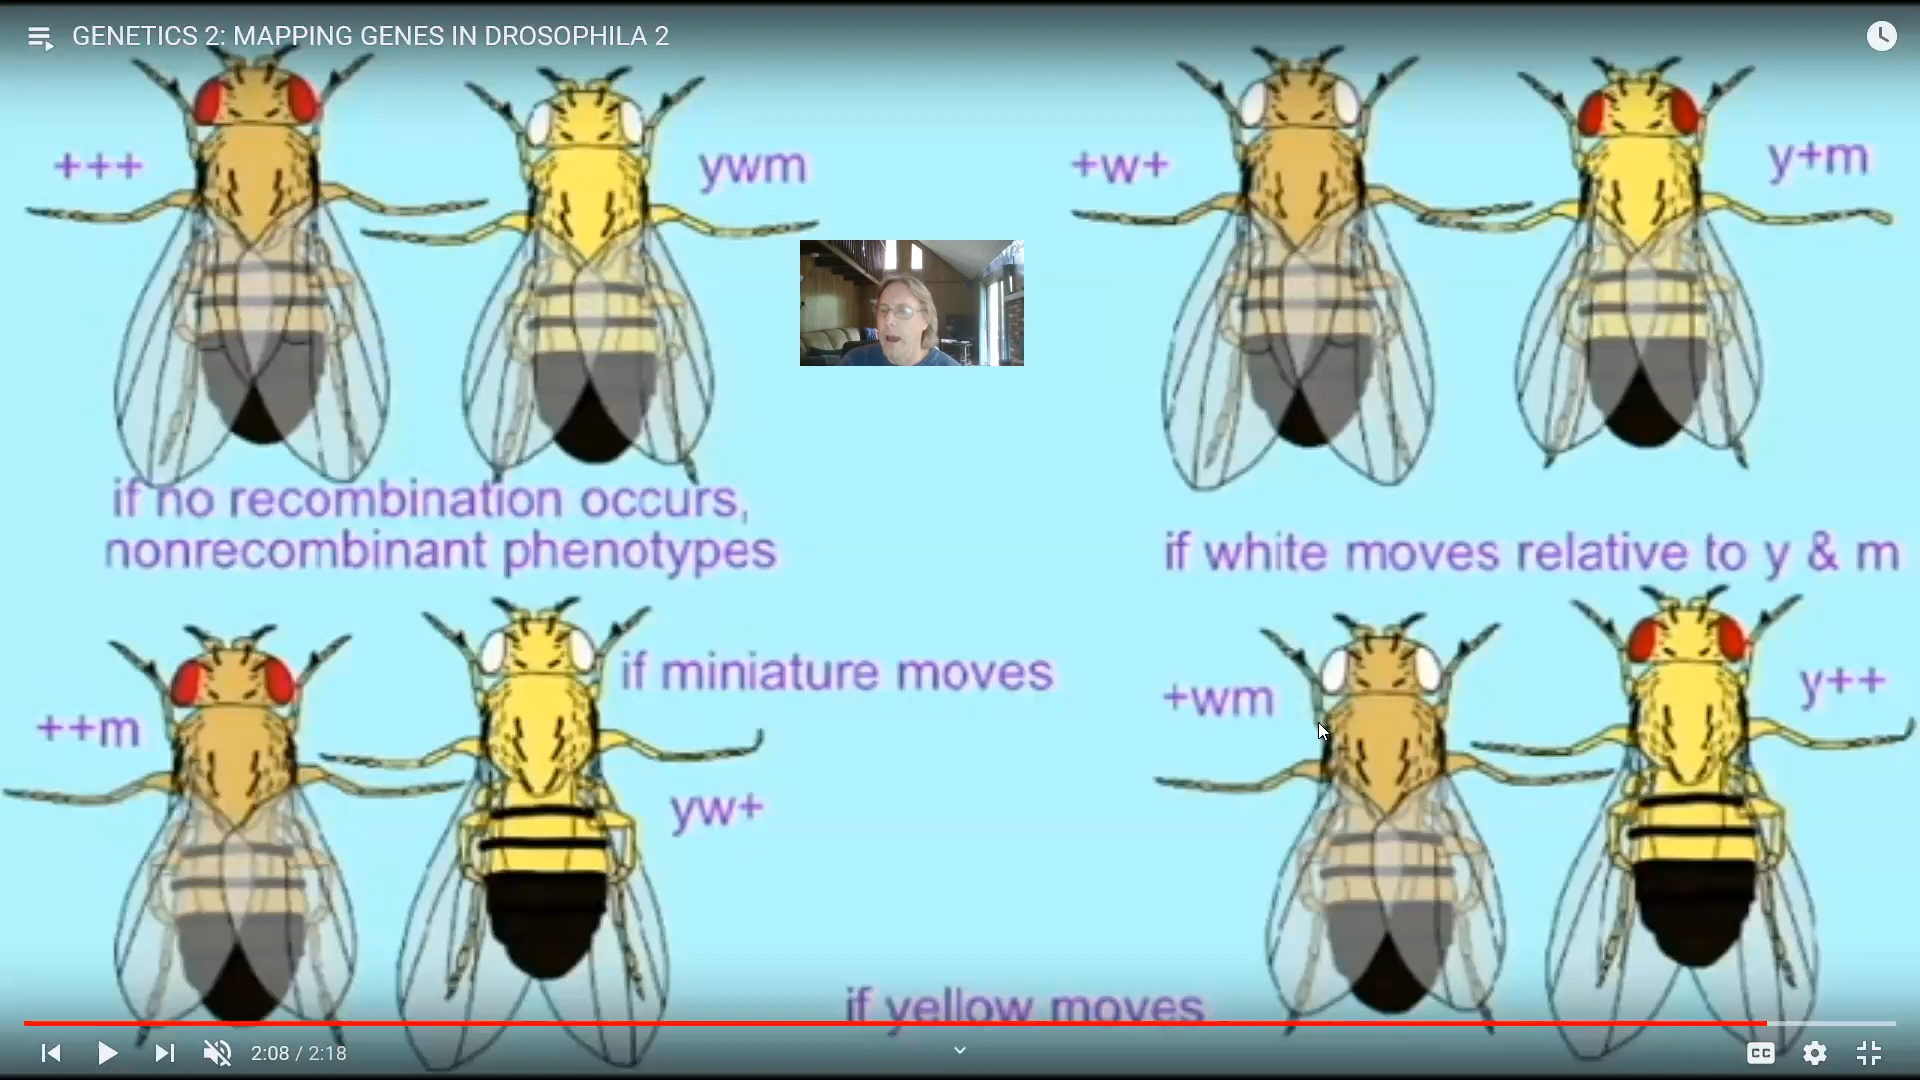 GENETICS 2: MAPPING GENES IN DROSOPHILA 2
+++
ywm
+w+
y+m
if no recombination occurs,
nonrecombinant phenotypes
if white moves relative to y & m
++m
if miniature moves
yw+
+wm
y++
if yellow moves
2:08 / 2:18
CC